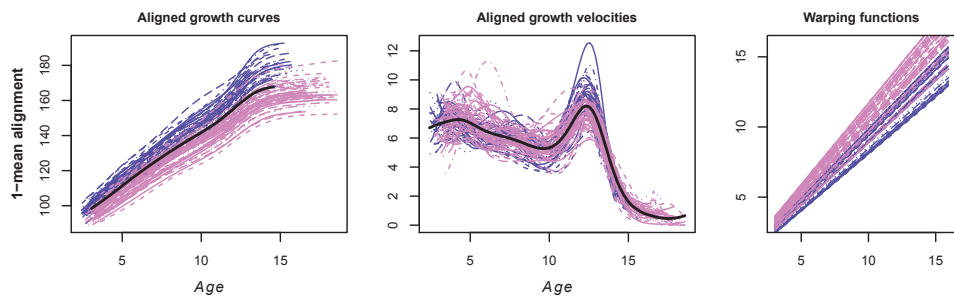 Aligned growth curves
Aligned growth velocities
Warping functions
1−mean alignment
100 120 140 160 180
5 10 15
Age
0 2 4 6 8 10 12
5 10 15
Age
5 10 15
5 10 15